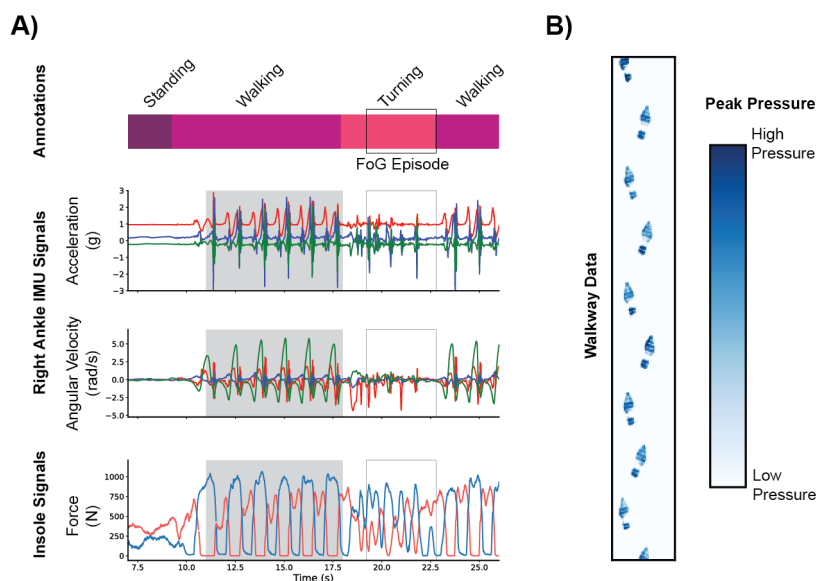 A)
B)
Annotations
Standing
Walking
Turning
Walking
FoG Episode
Right Ankle IMU Signals
Acceleration
(g)
3
2
1
0
−1
−2
−3
Angular Velocity
(rad/s)
5.0
2.5
0.0
−2.5
−5.0
Insole Signals
Force
(N)
1000
750
500
250
0
7.5
10.0
12.5
15.0
17.5
20.0
22.5
25.0
Time (s)
Walkway Data
Peak Pressure
High
Pressure
Low
Pressure